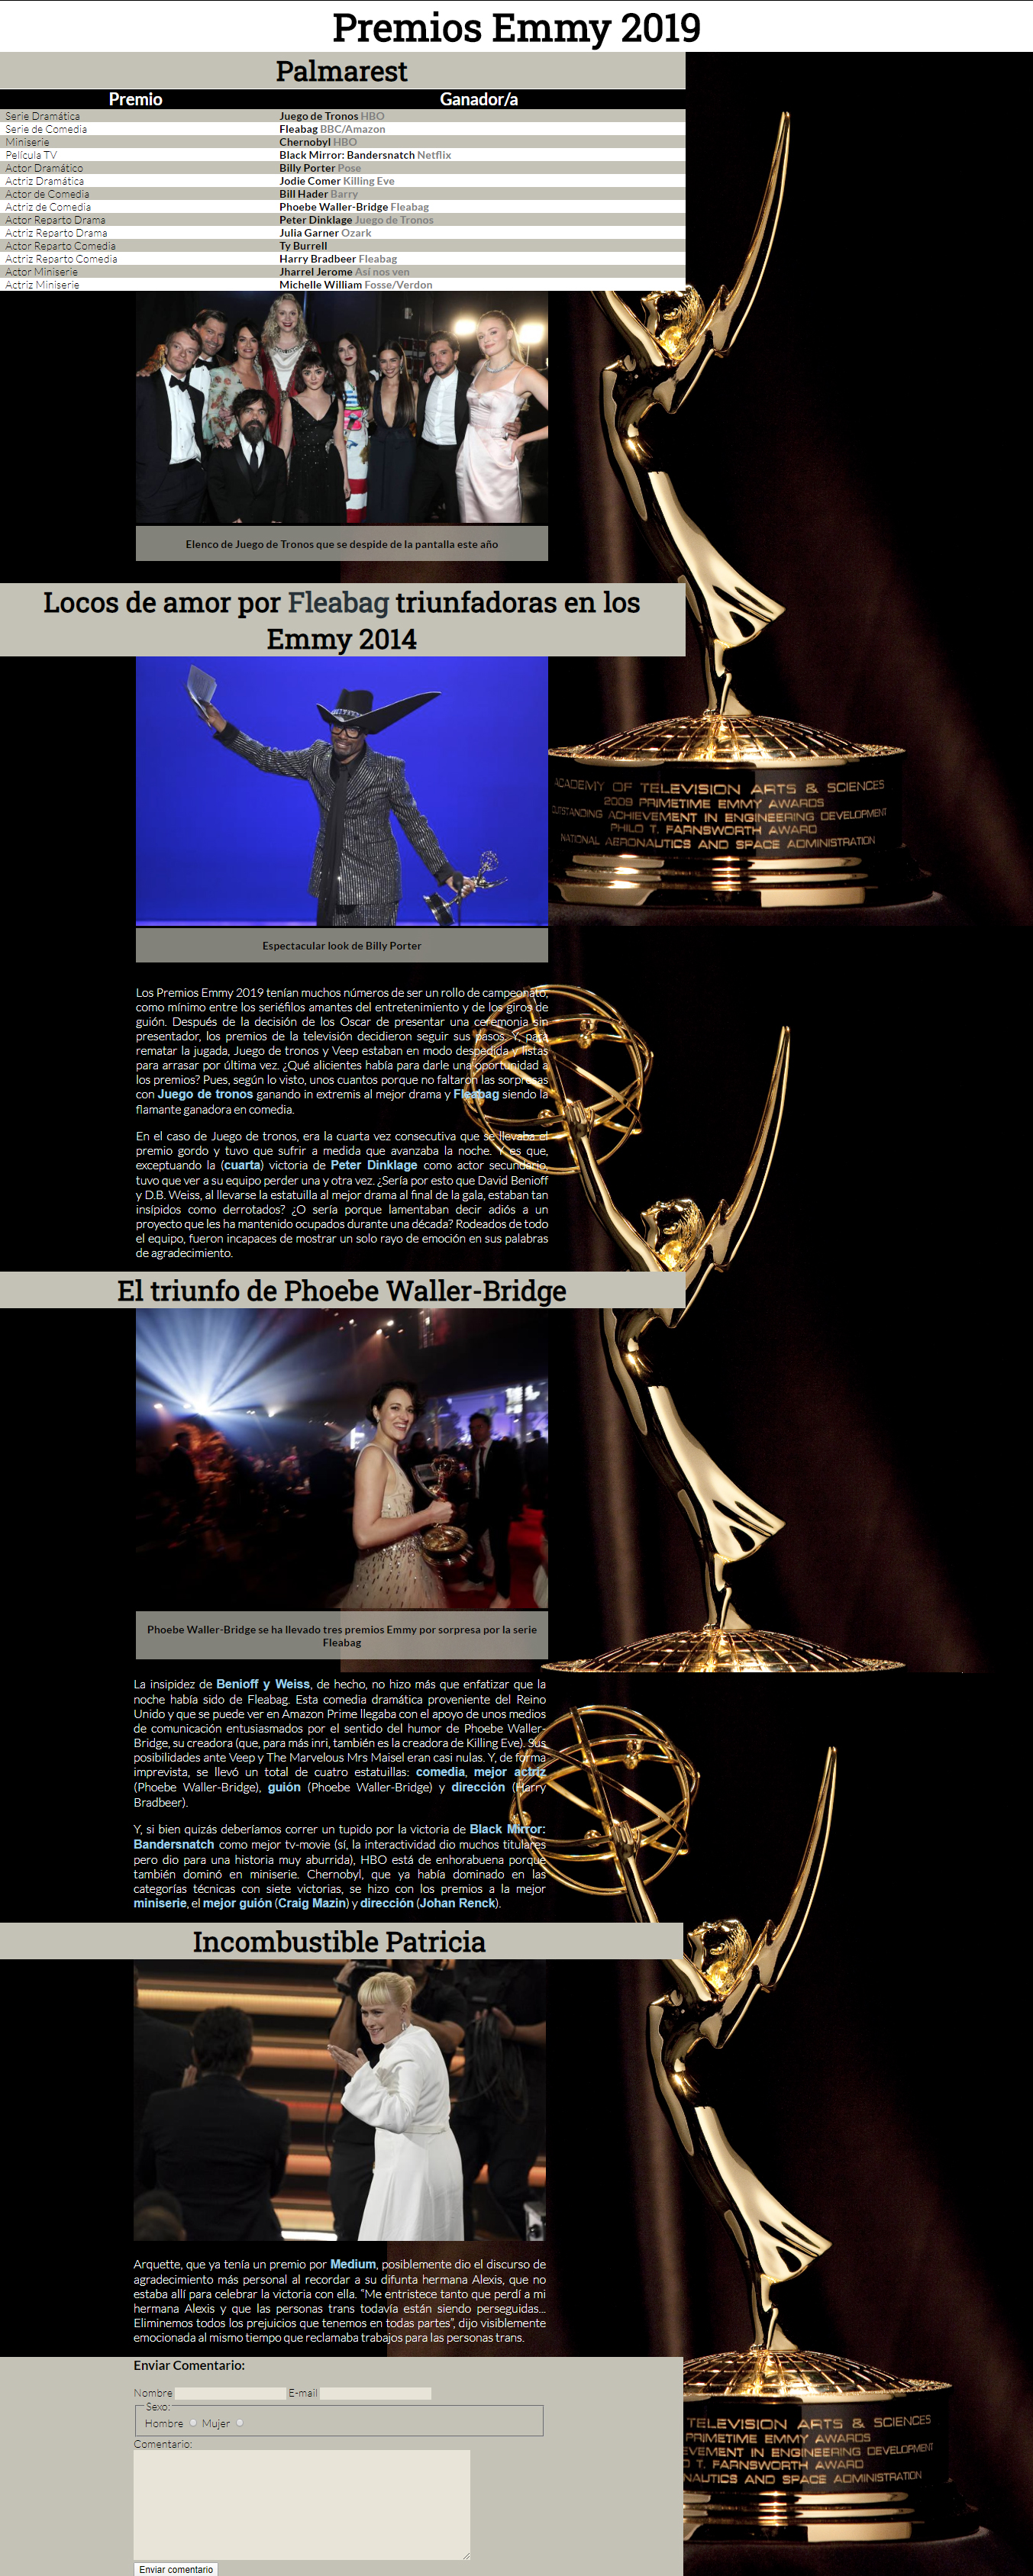 Premios Emmy 2019
Palmarest
Premio Ganador/a
Serie Dramática Juego de Tronos HBO
Serie de Comedia Fleabag BBC/Amazon
Miniserie Chernobyl HBO
Película TV Black Mirror: Bandersnatch Netflix
Actor Dramático Billy Porter Pose
Actriz Dramática Jodie Comer Killing Eve
Actor de Comedia Bill Hader Barry
Actriz de Comedia Phoebe Waller-Bridge Fleabag
Actor Reparto Drama Peter Dinklage Juego de Tronos
Actriz Reparto Drama Julia Garner Ozark
Actor Reparto Comedia Ty Burrell
Actriz Reparto Comedia Harry Bradbeer Fleabag
Actor Miniserie Jharrel Jerome Así nos ven
Actriz Miniserie Michelle William Fosse/Verdon
Elenco de Juego de Tronos que se despide de la pantalla este año
Locos de amor por Fleabag triunfadoras en los
Emmy 2014
ACADEMY OF TELEVISION ARTS & SCIENCES
2009 PRIMETIME EMMY AWARDS
OUTSTANDING ACHIEVEMENT IN ENGINEERING DEVELOPMENT
PHILO T. FARNSWORTH AWARD
NATIONAL AERONAUTICS AND SPACE ADMINISTRATION
Espectacular look de Billy Porter
Los Premios Emmy 2019 tenían muchos números de ser un rollo de campeonato,
como mínimo entre los seriéfilos amantes del entretenimiento y de los giros de
guión. Después de la decisión de los Oscar de presentar una ceremonia sin
presentador, los premios de la televisión decidieron seguir sus pasos. Y, para
rematar la jugada, Juego de tronos y Veep estaban en modo despedida y listas
para arrasar por última vez. ¿Qué alicientes había para darle una oportunidad a
los premios? Pues, según lo visto, unos cuantos porque no faltaron las sorpresas
con Juego de tronos ganando in extremis al mejor drama y Fleabag siendo la
flamante ganadora en comedia.
En el caso de Juego de tronos, era la cuarta vez consecutiva que se llevaba el
premio gordo y tuvo que sufrir a medida que avanzaba la noche. Y es que,
exceptuando la (cuarta) victoria de Peter Dinklage como actor secundario,
tuvo que ver a su equipo perder una y otra vez. ¿Sería por esto que David Benioff
y D.B. Weiss, al llevarse la estatuilla al mejor drama al final de la gala, estaban tan
insípidos como derrotados? ¿O sería porque lamentaban decir adiós a un
proyecto que les ha mantenido ocupados durante una década? Rodeados de todo
el equipo, fueron incapaces de mostrar un solo rayo de emoción en sus palabras
de agradecimiento.
El triunfo de Phoebe Waller-Bridge
Phoebe Waller-Bridge se ha llevado tres premios Emmy por sorpresa por la serie
Fleabag
La insipidez de Benioff y Weiss, de hecho, no hizo más que enfatizar que la
noche había sido de Fleabag. Esta comedia dramática proveniente del Reino
Unido y que se puede ver en Amazon Prime llegaba con el apoyo de unos medios
de comunicación entusiasmados por el sentido del humor de Phoebe Waller-
Bridge, su creadora (que, para más inri, también es la creadora de Killing Eve). Sus
posibilidades ante Veep y The Marvelous Mrs Maisel eran casi nulas. Y, de forma
imprevista, se llevó un total de cuatro estatuillas: comedia, mejor actriz
(Phoebe Waller-Bridge), guión (Phoebe Waller-Bridge) y dirección (Harry
Bradbeer).
Y, si bien quizás deberíamos correr un tupido por la victoria de Black Mirror:
Bandersnatch como mejor tv-movie (sí, la interactividad dio muchos titulares
pero dio para una historia muy aburrida), HBO está de enhorabuena porque
también dominó en miniserie. Chernobyl, que ya había dominado en las
categorías técnicas con siete victorias, se hizo con los premios a la mejor
miniserie, el mejor guión (Craig Mazin) y dirección (Johan Renck).
Incombustible Patricia
Arquette, que ya tenía un premio por Medium, posiblemente dio el discurso de
agradecimiento más personal al recordar a su difunta hermana Alexis, que no
estaba allí para celebrar la victoria con ella. "Me entristece tanto que perdí a mi
hermana Alexis y que las personas trans todavía están siendo perseguidas...
Eliminemos todos los prejuicios que tenemos en todas partes", dijo visiblemente
emocionada al mismo tiempo que reclamaba trabajos para las personas trans.
Enviar Comentario:
Nombre E-mail
Sexo:
Hombre Mujer
Comentario:
TELEVISION ARTS & SCIENCES
PRIMETIME EMMY AWARDS
EVEMENT IN ENGINEERING DEVELOPMENT
T. FARNSWORTH AWARD
NAUTICS AND SPACE ADMINISTRATION
Enviar comentario